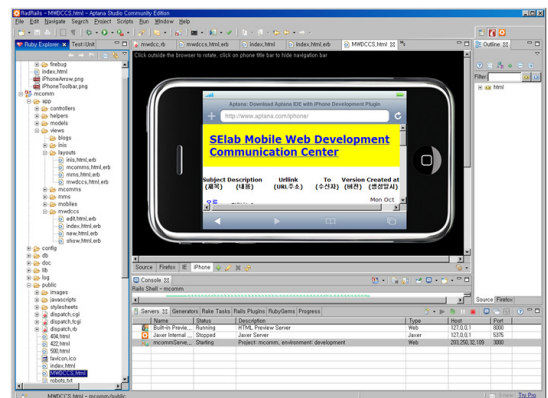 RadRails - MWDCCS.html - Aptana Studio Community Edition
File Edit Navigate Search Project Scripts Run Window Help
Ruby Explorer Test::Unit
mwdcc.rb mwdccs.html.erb index.html index.html.erb MWDCCS.html
Outline
Click outside the browser to rotate, click on phone title bar to hide navigation bar
Filter
html
firebug
index.html
iPhoneArrow.png
iPhoneToolbar.png
mcomm
app
controllers
helpers
models
views
blogs
inis
layouts
inis.html.erb
mcomms.html.erb
mms.html.erb
mwdccs.html.erb
mcomms
mms
mobiles
mwdccs
edit.html.erb
index.html.erb
new.html.erb
show.html.erb
config
db
doc
lib
log
public
images
javascripts
stylesheets
dispatch.cgi
dispatch.fcgi
dispatch.rb
404.html
422.html
500.html
favicon.ico
index.html
MWDCCS.html
robots.txt
Aptana: Download Aptana IDE with iPhone Development Plugin
http://www.aptana.com/iphone/
SElab Mobile Web Development
Communication Center
Subject Description Urllink To Version Created at
(제목) (내용) (URL주소) (수신자) (버전) (생성일시)
Mon Oct
Source Firefox IE iPhone
Console
Rails Shell - mcomm
Source Firefox
Servers Generators Rake Tasks Rails Plugins RubyGems Progress
Name Status Description Type Host Port
Built-in Previe... Running HTML Preview Server Web 127.0.0.1 8000
Jaxer Internal ... Stopped Jaxer Jaxer 127.0.0.1
mcommServe... Starting Project: mcomm, environment: development Web 3000
MWDCCS.html - mcomm/public
Try Pro